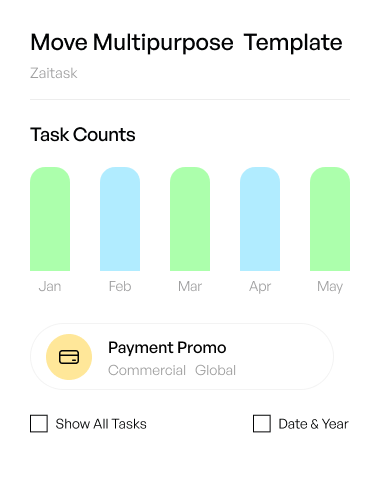 Move Multipurpose Template
Zaitask
Task Counts
Jan Feb Mar Apr May
Payment Promo
Commercial Global
Show All Tasks Date & Year